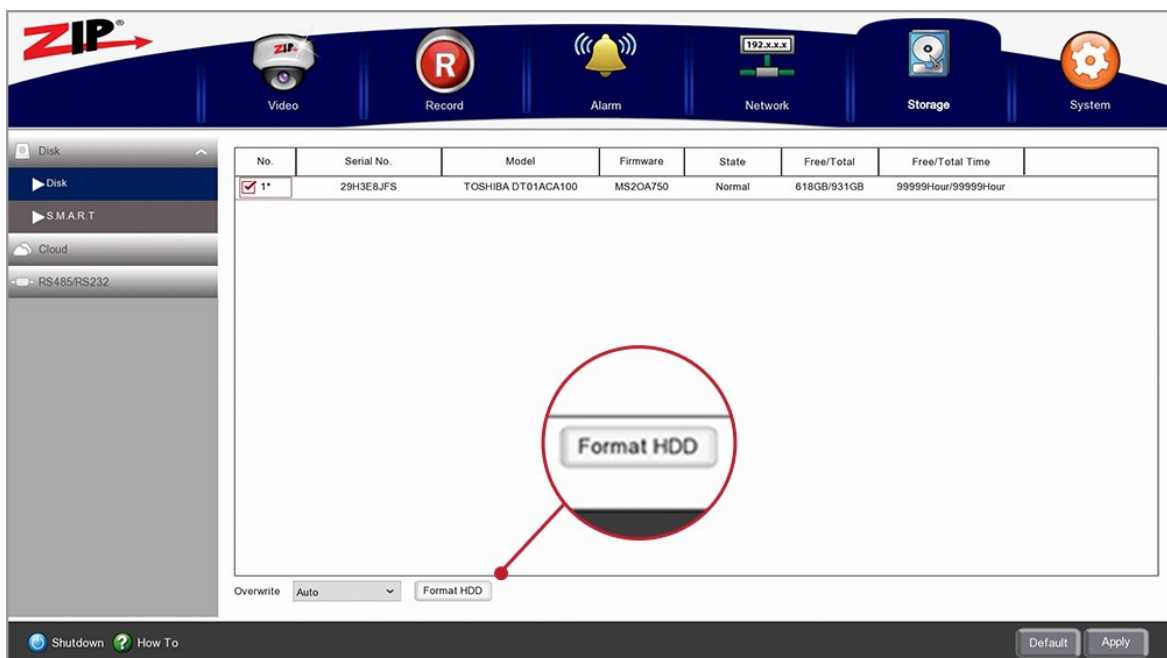 ZIP®
ZIP
R
192.x.x.x
Video
Record
Alarm
Network
Storage
System
Disk
Disk
S.M.A.R.T
Cloud
RS485/RS232
No. Serial No. Model Firmware State Free/Total Free/Total Time
1* 29H3E8JFS TOSHIBA DT01ACA100 MS2OA750 Normal 618GB/931GB 99999Hour/99999Hour
Format HDD
Overwrite Auto Format HDD
Shutdown ? How To Default Apply